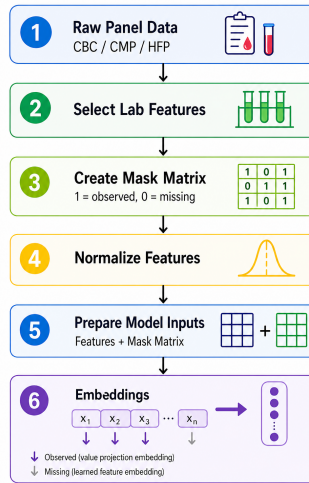 1
Raw Panel Data
CBC / CMP / HFP
2
Select Lab Features
3
Create Mask Matrix
1 = observed, 0 = missing
1 0 1
0 1 1
1 0 1
4
Normalize Features
5
Prepare Model Inputs
Features + Mask Matrix
+
6
Embeddings
x₁ x₂ x₃ ··· xₙ
Observed (value projection embedding)
Missing (learned feature embedding)